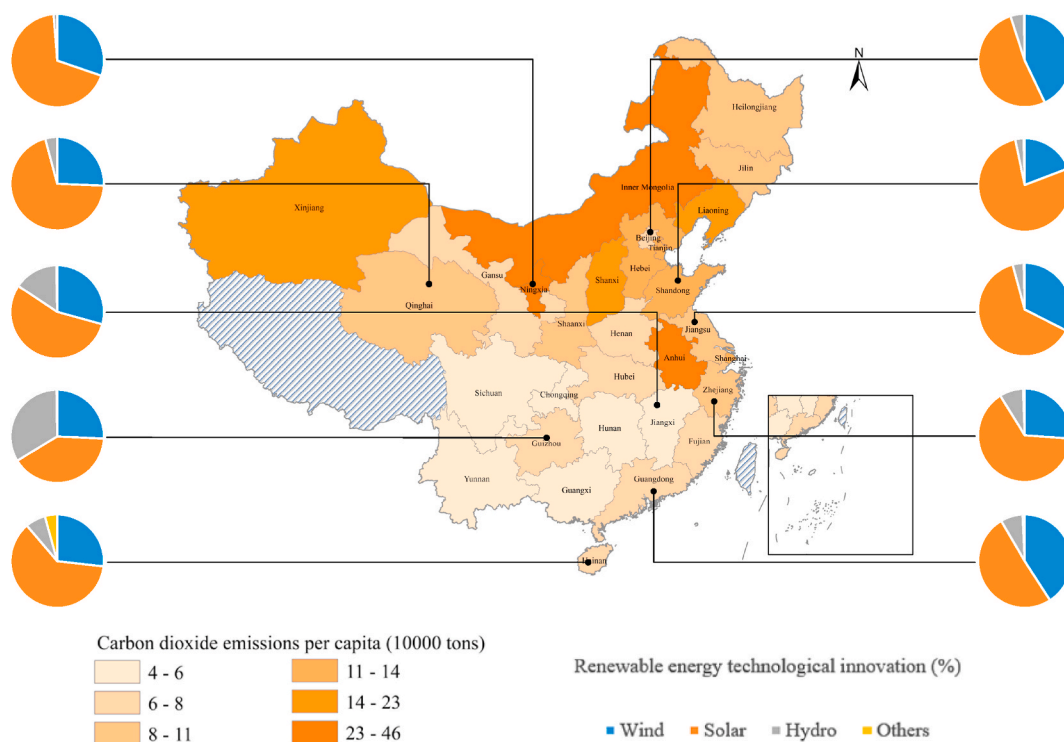 N
Heilongjiang
Jilin
Inner Mongolia
Liaoning
Xinjiang
Beijing
Tianjin
Gansu
Hebei
Shanxi
Ningxia
Shandong
Qinghai
Shaanxi
Jiangsu
Henan
Anhui
Shanghai
Hubei
Zhejiang
Sichuan
Chongqing
Jiangxi
Hunan
Guizhou
Fujian
Yunnan
Guangdong
Guangxi
Hainan
Carbon dioxide emissions per capita (10000 tons)
4 - 6
11 - 14
6 - 8
14 - 23
8 - 11
23 - 46
Renewable energy technological innovation (%)
Wind Solar Hydro Others